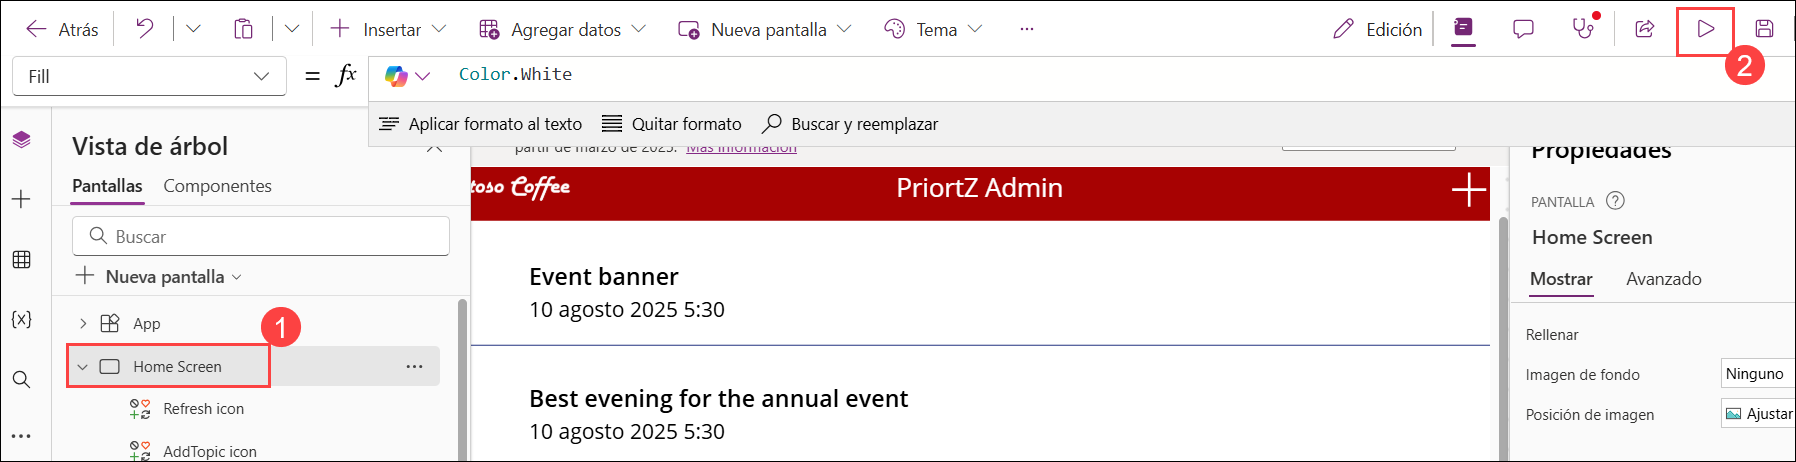 Atrás
Insertar
Agregar datos
Nueva pantalla
Tema
...
Edición
2
Fill
= fx
Color.White
Aplicar formato al texto
Quitar formato
Buscar y reemplazar
Vista de árbol
Pantallas
Componentes
Buscar
Nueva pantalla
App
1
Home Screen
...
Refresh icon
AddTopic icon
partir de marzo de 2025. Más información
toso Coffee
PriortZ Admin
Event banner
10 agosto 2025 5:30
Best evening for the annual event
10 agosto 2025 5:30
Propiedades
PANTALLA
Home Screen
Mostrar
Avanzado
Rellenar
Imagen de fondo
Ninguno
Posición de imagen
Ajustar